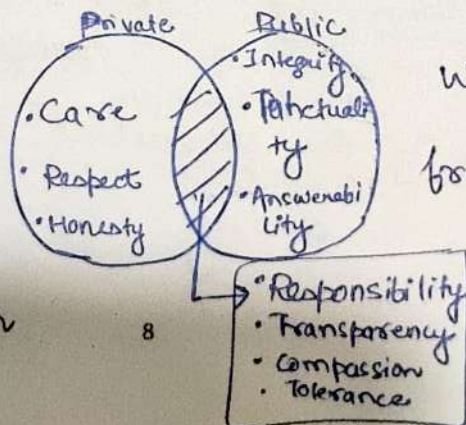 Private
Public
• Care
• Respect
• Honesty
• Integrity
• Punctuali
ty
• Answerabi
lity
• Responsibility
• Transparency
• Compassion
• Tolerance
8